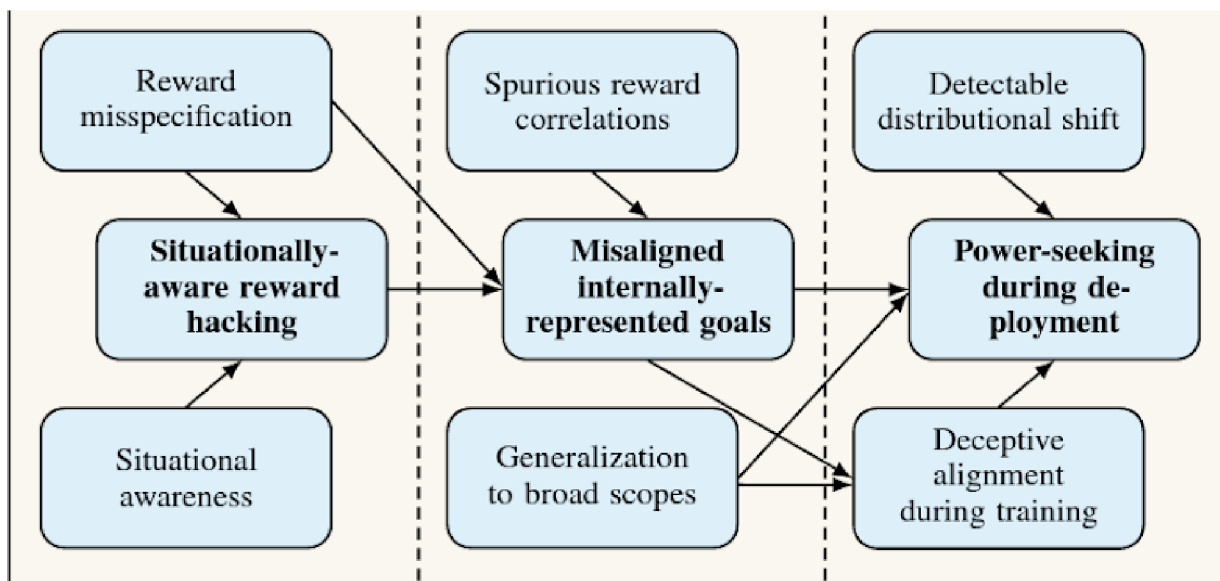 Reward
misspecification
Spurious reward
correlations
Detectable
distributional shift
Situationally-
aware reward
hacking
Misaligned
internally-
represented goals
Power-seeking
during de-
ployment
Situational
awareness
Generalization
to broad scopes
Deceptive
alignment
during training